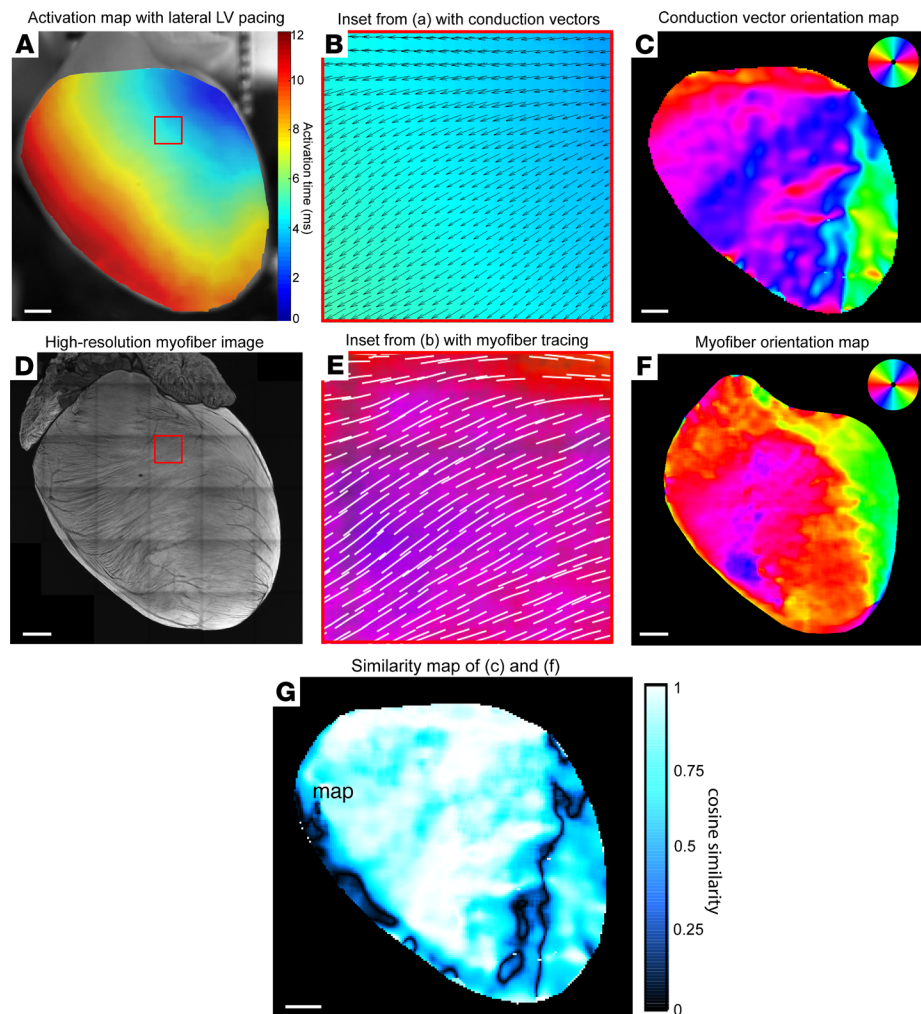 Activation map with lateral LV pacing
A
12
10
8
6
4
2
0
Activation time (ms)
Inset from (a) with conduction vectors
B
Conduction vector orientation map
C
High-resolution myofiber image
D
Inset from (b) with myofiber tracing
E
Myofiber orientation map
F
Similarity map of (c) and (f)
G
map
1
0.75
0.5
0.25
0
cosine similarity